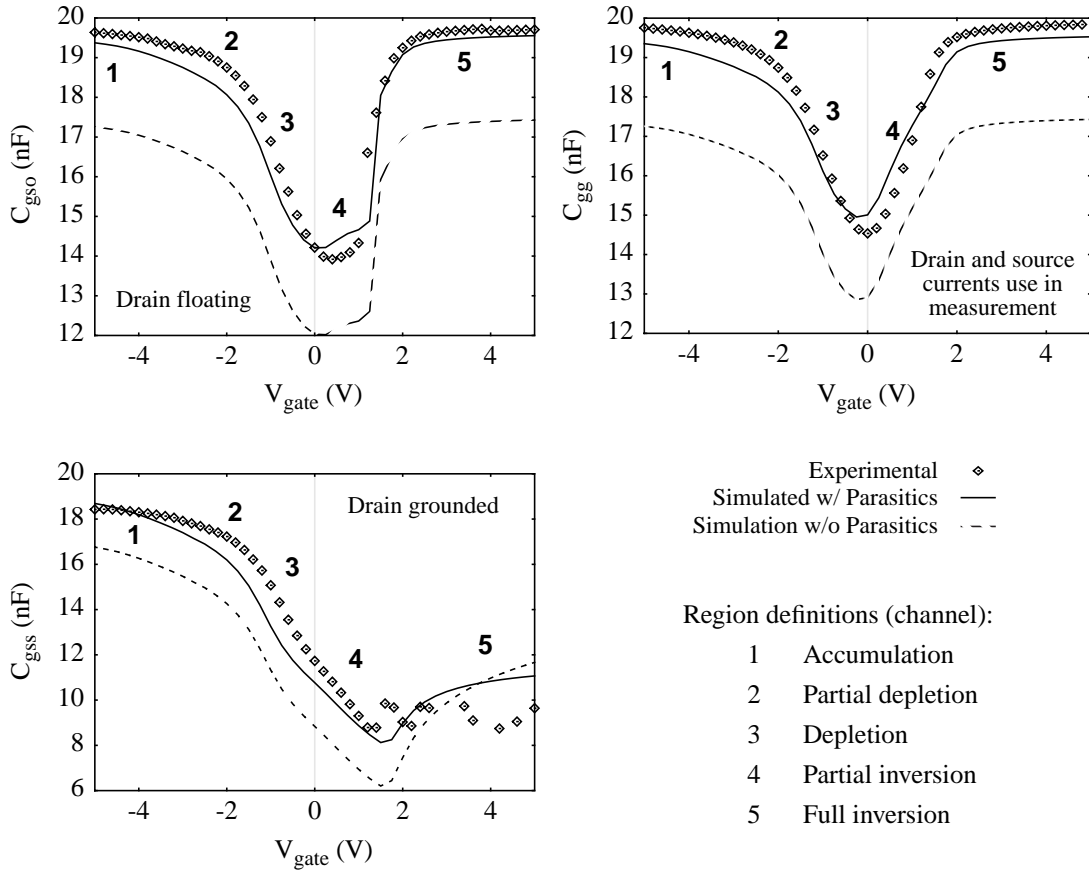 20
19
18
17
16
15
14
13
12
C_gso (nF)
1
2
3
4
5
Drain floating
-4 -2 0 2 4
V_gate (V)
20
19
18
17
16
15
14
13
12
C_gg (nF)
1
2
3
4
5
Drain and source
currents use in
measurement
-4 -2 0 2 4
V_gate (V)
20
18
16
14
12
10
8
6
C_gss (nF)
1
2
3
4
5
Drain grounded
-4 -2 0 2 4
V_gate (V)
Experimental
Simulated w/ Parasitics
Simulation w/o Parasitics
Region definitions (channel):
1 Accumulation
2 Partial depletion
3 Depletion
4 Partial inversion
5 Full inversion